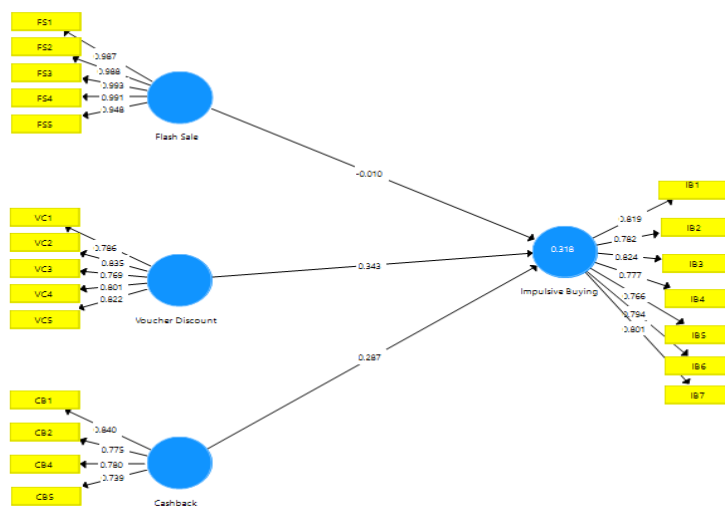 FS1
FS2
FS3
FS4
FS5
0.987
0.988
0.993
0.991
0.948
Flash Sale
-0.010
VC1
VC2
VC3
VC4
VC5
0.786
0.835
0.769
0.801
0.822
Voucher Discount
0.343
CB1
CB2
CB4
CB5
0.840
0.775
0.780
0.739
Cashback
0.287
0.318
Impulsive Buying
0.819
0.782
0.824
0.777
0.766
0.794
0.801
IB1
IB2
IB3
IB4
IB5
IB6
IB7